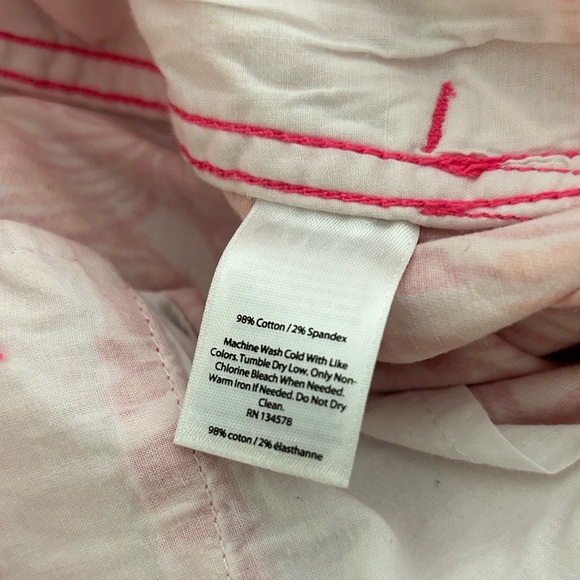 98% Cotton / 2% Spandex
Machine Wash Cold With Like
Colors. Tumble Dry Low. Only Non-
Chlorine Bleach When Needed.
Warm Iron If Needed. Do Not Dry
Clean.
RN 134578
98% coton / 2% élasthanne